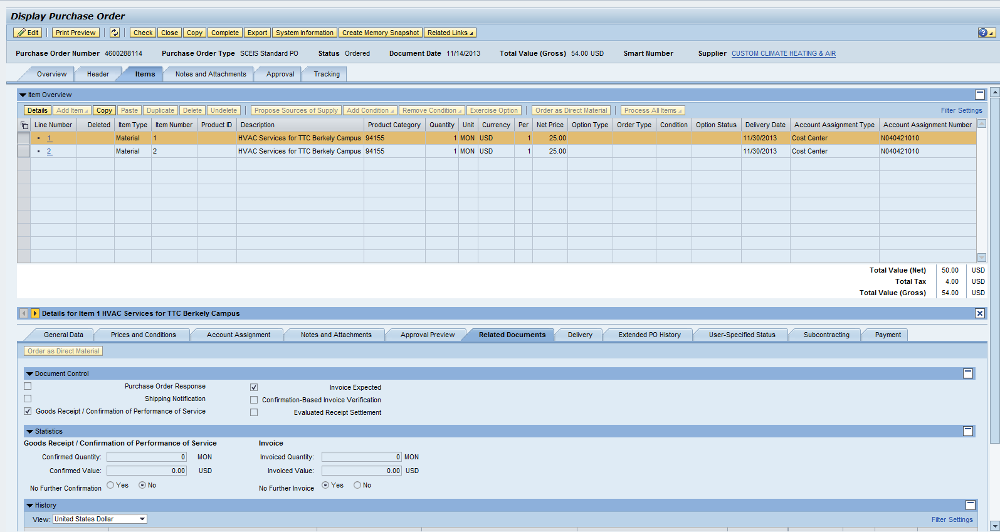 Display Purchase Order
Edit Print Preview Check Close Copy Complete Export System Information Create Memory Snapshot Related Links
Purchase Order Number 4600288114 Purchase Order Type SCEIS Standard PO Status Ordered Document Date 11/14/2013 Total Value (Gross) 54.00 USD Smart Number Supplier CUSTOM CLIMATE HEATING & AIR
Overview Header Items Notes and Attachments Approval Tracking
Item Overview
Details Add Item Copy Paste Duplicate Delete Undelete Propose Sources of Supply Add Condition Remove Condition Exercise Option Order as Direct Material Process All Items Filter Settings
Line Number Deleted Item Type Item Number Product ID Description Product Category Quantity Unit Currency Per Net Price Option Type Order Type Condition Option Status Delivery Date Account Assignment Type Account Assignment Number
1 Material 1 HVAC Services for TTC Berkely Campus 94155 1 MON USD 1 25.00 11/30/2013 Cost Center N040421010
2 Material 2 HVAC Services for TTC Berkely Campus 94155 1 MON USD 1 25.00 11/30/2013 Cost Center N040421010
Total Value (Net) 50.00 USD
Total Tax 4.00 USD
Total Value (Gross) 54.00 USD
Details for Item 1 HVAC Services for TTC Berkely Campus
General Data Prices and Conditions Account Assignment Notes and Attachments Approval Preview Related Documents Delivery Extended PO History User-Specified Status Subcontracting Payment
Order as Direct Material
Document Control
Purchase Order Response Invoice Expected
Shipping Notification Confirmation-Based Invoice Verification
Goods Receipt / Confirmation of Performance of Service Evaluated Receipt Settlement
Statistics
Goods Receipt / Confirmation of Performance of Service Invoice
Confirmed Quantity: 0 MON Invoiced Quantity: 0 MON
Confirmed Value: 0.00 USD Invoiced Value: 0.00 USD
No Further Confirmation Yes No No Further Invoice Yes No
History
View: United States Dollar Filter Settings